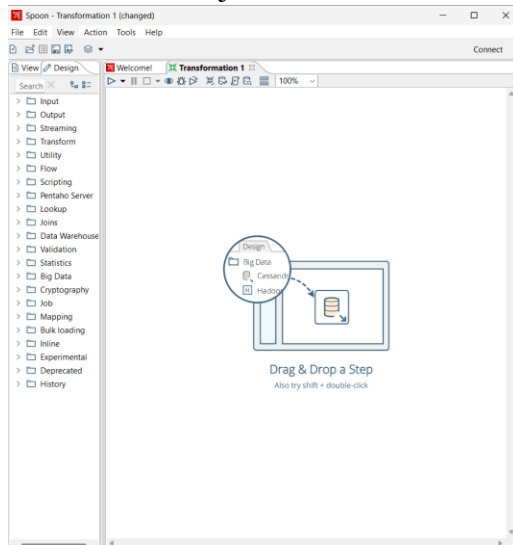 Spoon - Transformation 1 (changed)
File Edit View Action Tools Help
Connect
View Design
Welcome! Transformation 1
Search
100%
Input
Output
Streaming
Transform
Utility
Flow
Scripting
Pentaho Server
Lookup
Joins
Data Warehouse
Validation
Statistics
Big Data
Cryptography
Job
Mapping
Bulk loading
Inline
Experimental
Deprecated
History
Design
Big Data
Cassand
Hadoop
Drag & Drop a Step
Also try shift + double-click